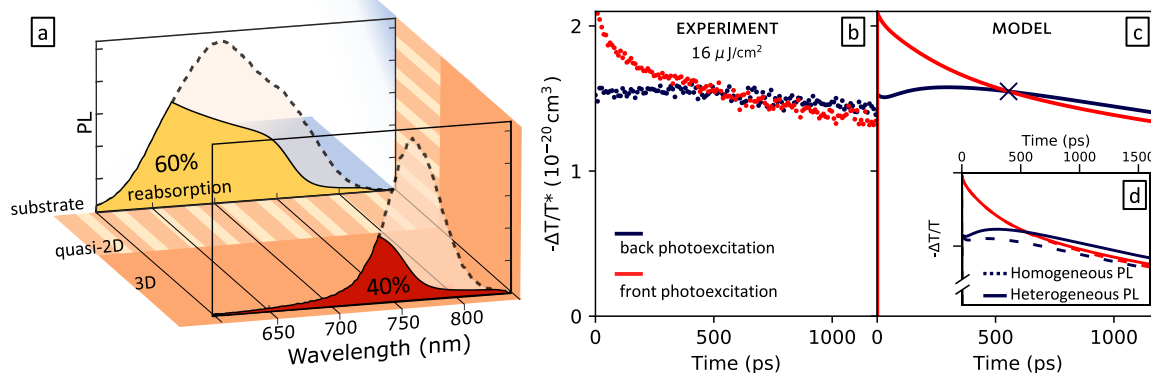 a
PL
60%
reabsorption
substrate
quasi-2D
3D
40%
650
700
750
800
Wavelength (nm)
-ΔT/T* (10⁻²⁰ cm³)
2
1
0
EXPERIMENT
16 μ J/cm²
b
back photoexcitation
front photoexcitation
0
500
1000
Time (ps)
MODEL
c
Time (ps)
0
500
1000
1500
d
-ΔT/T
Homogeneous PL
Heterogeneous PL
0
500
1000
Time (ps)